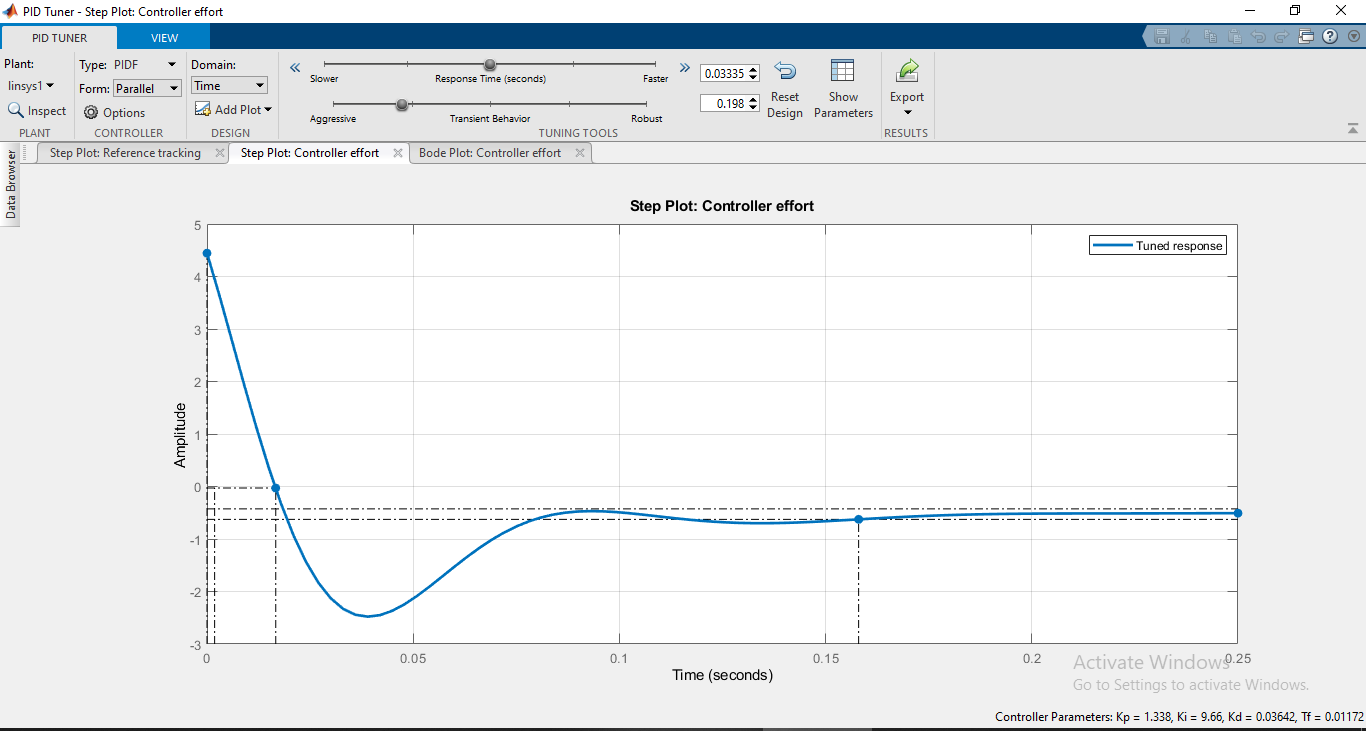 PID Tuner - Step Plot: Controller effort
PID TUNER VIEW
Plant: Type: PIDF Domain:
linsys1 Form: Parallel Time
Inspect Options Add Plot
PLANT CONTROLLER DESIGN
Slower Response Time (seconds) Faster 0.03335
Aggressive Transient Behavior Robust 0.198
TUNING TOOLS
Reset Design
Show Parameters
Export
RESULTS
Data Browser
Step Plot: Reference tracking Step Plot: Controller effort Bode Plot: Controller effort
Step Plot: Controller effort
Tuned response
Amplitude
5
4
3
2
1
0
-1
-2
-3
0 0.05 0.1 0.15 0.2 0.25
Time (seconds)
Activate Windows
Go to Settings to activate Windows.
Controller Parameters: Kp = 1.338, Ki = 9.66, Kd = 0.03642, Tf = 0.01172